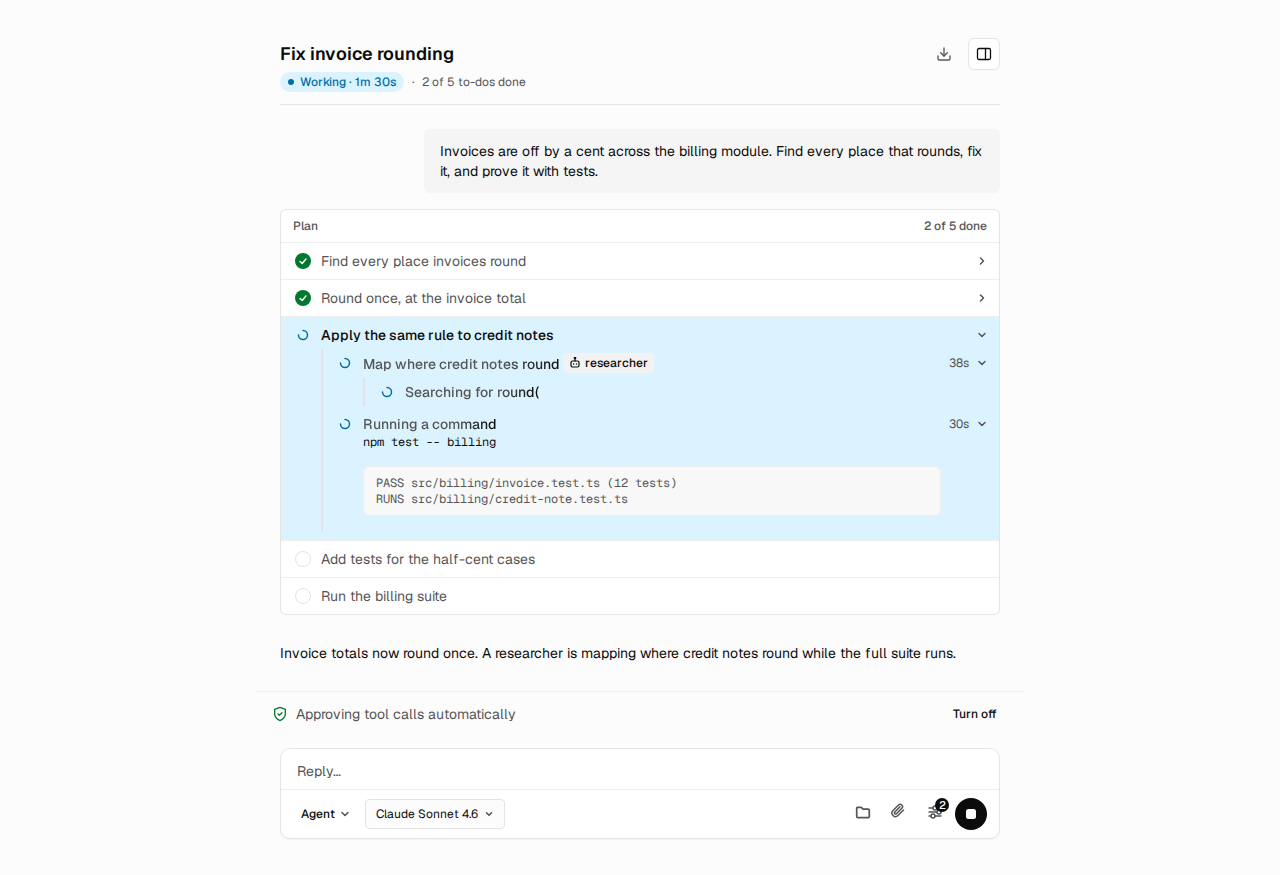 Fix invoice rounding
Working · 1m 30s · 2 of 5 to-dos done
Invoices are off by a cent across the billing module. Find every place that rounds, fix
it, and prove it with tests.
Plan 2 of 5 done
Find every place invoices round
Round once, at the invoice total
Apply the same rule to credit notes
Map where credit notes round researcher 38s
Searching for round(
Running a command 30s
npm test -- billing
PASS src/billing/invoice.test.ts (12 tests)
RUNS src/billing/credit-note.test.ts
Add tests for the half-cent cases
Run the billing suite
Invoice totals now round once. A researcher is mapping where credit notes round while the full suite runs.
Approving tool calls automatically Turn off
Reply…
Agent Claude Sonnet 4.6 2